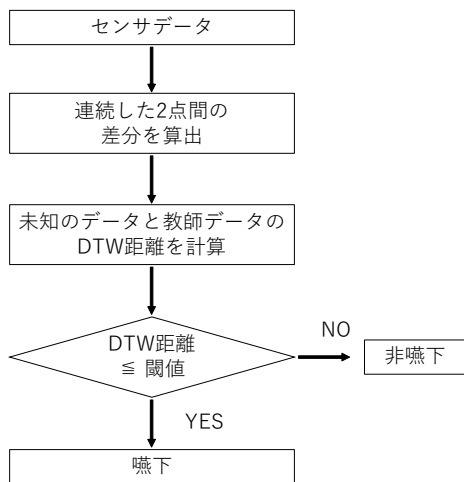 センサデータ
連続した2点間の
差分を算出
未知のデータと教師データの
DTW距離を計算
DTW距離
≦ 閾値
NO
非嚥下
YES
嚥下